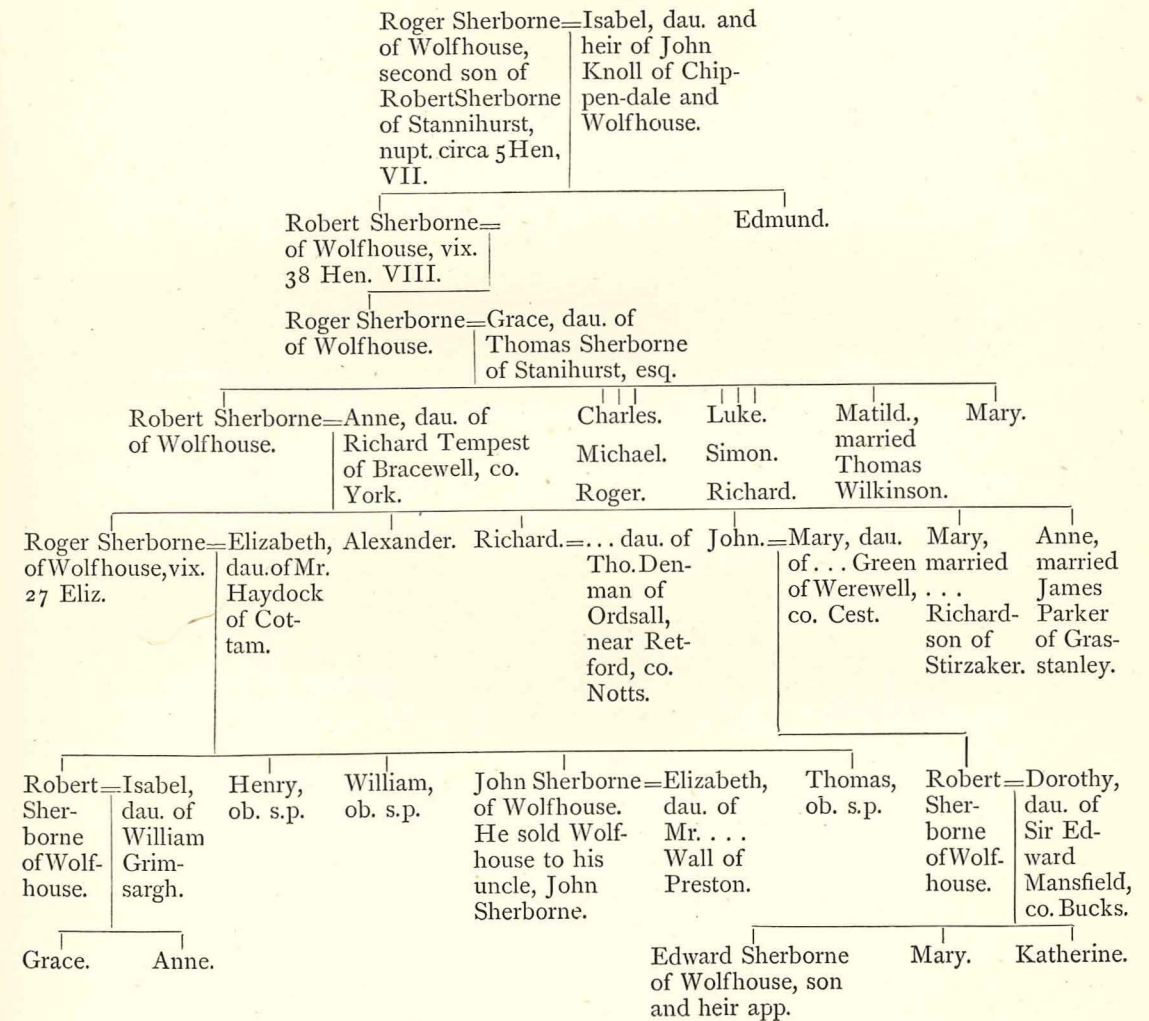 Roger Sherborne=Isabel, dau. and
of Wolfhouse, heir of John
second son of Knoll of Chip-
RobertSherborne pen-dale and
of Stannihurst, Wolfhouse.
nupt. circa 5 Hen,
VII.
Robert Sherborne= Edmund.
of Wolfhouse, vix.
38 Hen. VIII.
Roger Sherborne=Grace, dau. of
of Wolfhouse. Thomas Sherborne
of Stanihurst, esq.
Robert Sherborne=Anne, dau. of Charles. Luke. Matild., Mary.
of Wolfhouse. Richard Tempest Michael. Simon. married
of Bracewell, co. Thomas
York. Roger. Richard. Wilkinson.
Roger Sherborne=Elizabeth, Alexander. Richard.=... dau. of John.=Mary, dau. Mary, Anne,
of Wolfhouse, vix. dau. of Mr. Tho. Den- of ... Green married married
27 Eliz. Haydock man of of Werewell, ... James
of Cot- Ordsall, co. Cest. Richard- Parker
tam. near Ret- son of of Gras-
ford, co. Stirzaker. stanley.
Notts.
Robert=Isabel, Henry, William, John Sherborne=Elizabeth, Thomas, Robert=Dorothy,
Sher- dau. of ob. s.p. ob. s.p. of Wolfhouse. dau. of ob. s.p. Sher- dau. of
borne William He sold Wolf- Mr. . . . borne Sir Ed-
of Wolf- Grim- house to his Wall of of Wolf- ward
house. sargh. uncle, John Preston. house. Mansfield,
Sherborne. co. Bucks.
Grace. Anne. Edward Sherborne Mary. Katherine.
of Wolfhouse, son
and heir app.